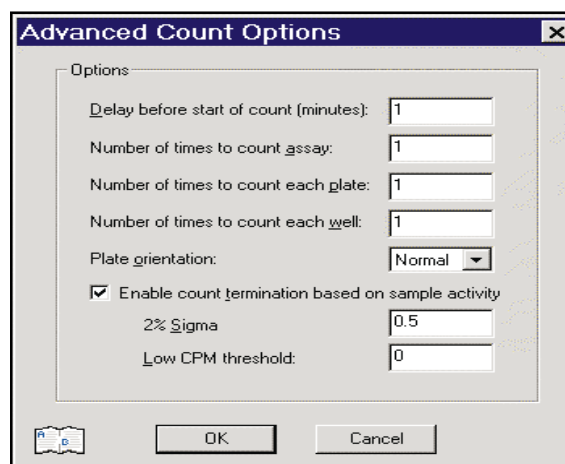 Advanced Count Options
Options
Delay before start of count (minutes): 1
Number of times to count assay: 1
Number of times to count each plate: 1
Number of times to count each well: 1
Plate orientation: Normal
Enable count termination based on sample activity
2% Sigma 0.5
Low CPM threshold: 0
A B OK Cancel